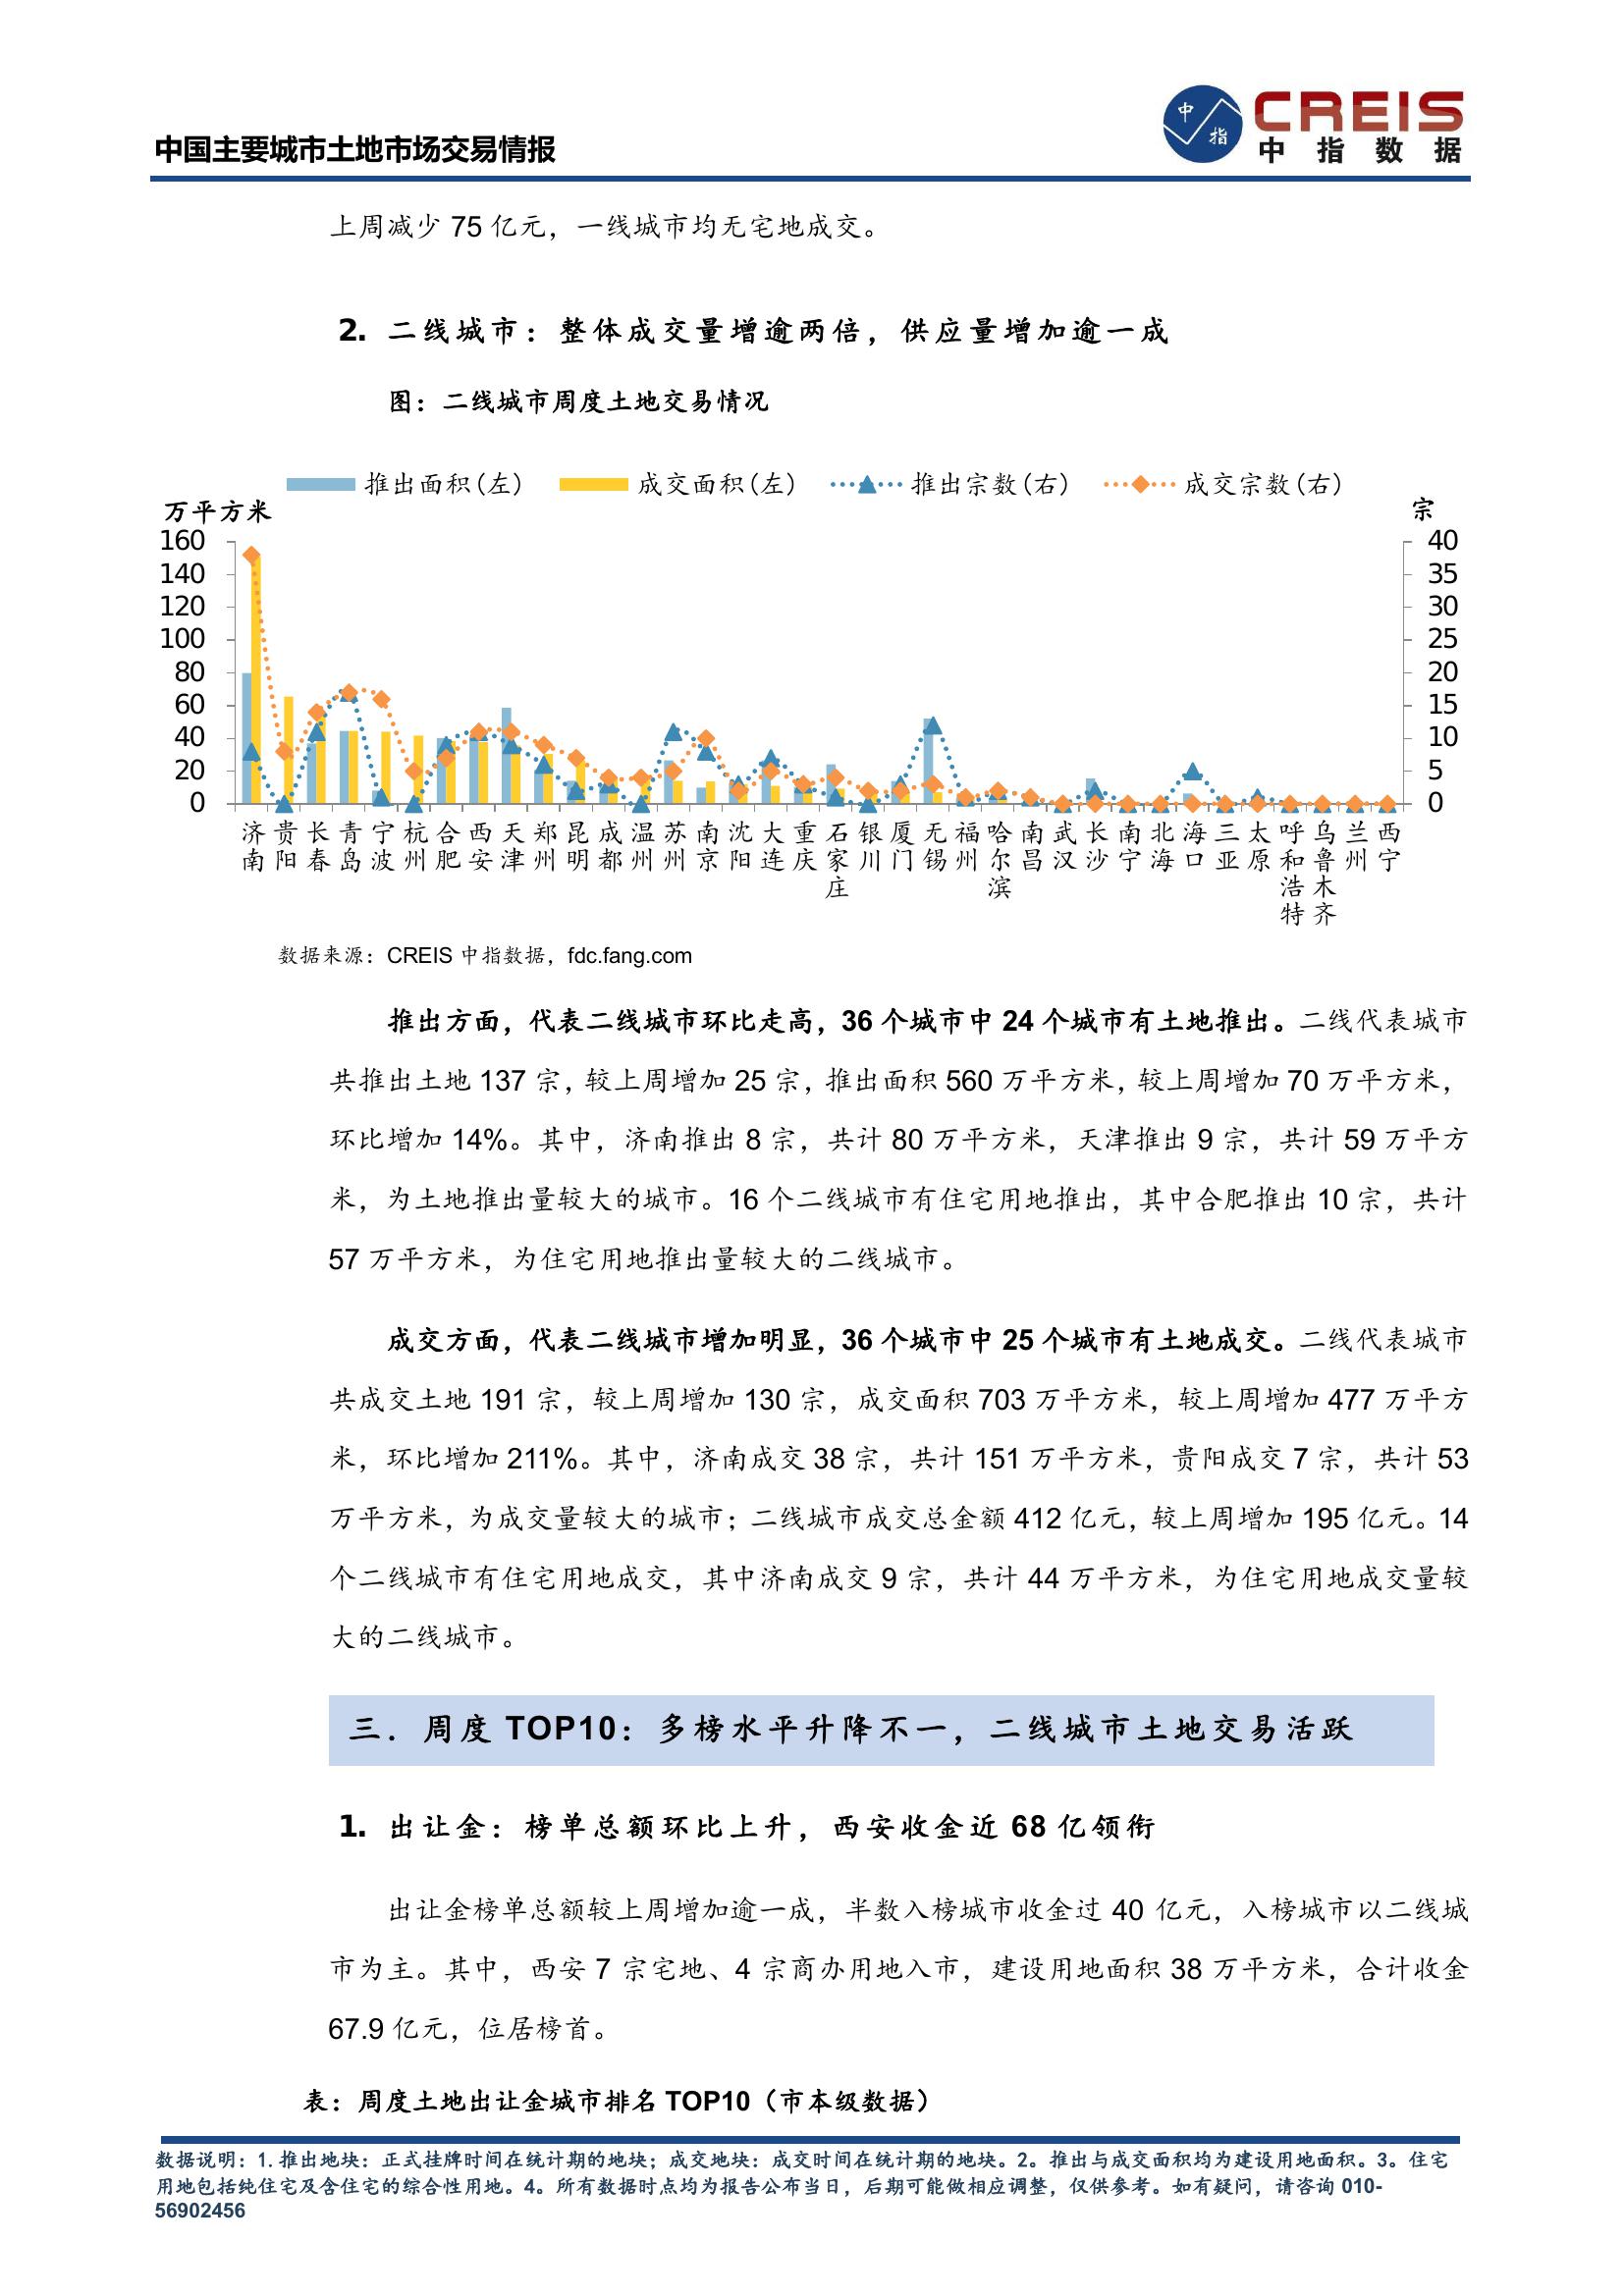 中国主要城市土地市场交易情报
中 指
CREIS
中 指 数 据
上周减少 75 亿元，一线城市均无宅地成交。
2. 二线城市：整体成交量增逾两倍，供应量增加逾一成
图：二线城市周度土地交易情况
推出面积(左) 成交面积(左) 推出宗数(右) 成交宗数(右)
万平方米 宗
160 40
140 35
120 30
100 25
80 20
60 15
40 10
20 5
0 0
济南 贵阳 长春 青岛 宁波 杭州 合肥 西安 天津 郑州 昆明 成都 温州 苏州 南京 沈阳 大连 重庆 石家庄 银川 厦门 无锡 福州 哈尔滨 南昌 武汉 长沙 南宁 北海 海口 三亚 太原 呼和浩特 乌鲁木齐 兰州 西宁
数据来源：CREIS 中指数据，fdc.fang.com
推出方面，代表二线城市环比走高，36 个城市中 24 个城市有土地推出。二线代表城市
共推出土地 137 宗，较上周增加 25 宗，推出面积 560 万平方米，较上周增加 70 万平方米，
环比增加 14%。其中，济南推出 8 宗，共计 80 万平方米，天津推出 9 宗，共计 59 万平方
米，为土地推出量较大的城市。16 个二线城市有住宅用地推出，其中合肥推出 10 宗，共计
57 万平方米，为住宅用地推出量较大的二线城市。
成交方面，代表二线城市增加明显，36 个城市中 25 个城市有土地成交。二线代表城市
共成交土地 191 宗，较上周增加 130 宗，成交面积 703 万平方米，较上周增加 477 万平方
米，环比增加 211%。其中，济南成交 38 宗，共计 151 万平方米，贵阳成交 7 宗，共计 53
万平方米，为成交量较大的城市；二线城市成交总金额 412 亿元，较上周增加 195 亿元。14
个二线城市有住宅用地成交，其中济南成交 9 宗，共计 44 万平方米，为住宅用地成交量较
大的二线城市。
三．周度 TOP10：多榜水平升降不一，二线城市土地交易活跃
1. 出让金：榜单总额环比上升，西安收金近 68 亿领衔
出让金榜单总额较上周增加逾一成，半数入榜城市收金过 40 亿元，入榜城市以二线城
市为主。其中，西安 7 宗宅地、4 宗商办用地入市，建设用地面积 38 万平方米，合计收金
67.9 亿元，位居榜首。
表：周度土地出让金城市排名 TOP10（市本级数据）
数据说明：1.推出地块：正式挂牌时间在统计期的地块；成交地块：成交时间在统计期的地块。2。推出与成交面积均为建设用地面积。3。住宅
用地包括纯住宅及含住宅的综合性用地。4。所有数据时点均为报告公布当日，后期可能做相应调整，仅供参考。如有疑问，请咨询 010-
56902456